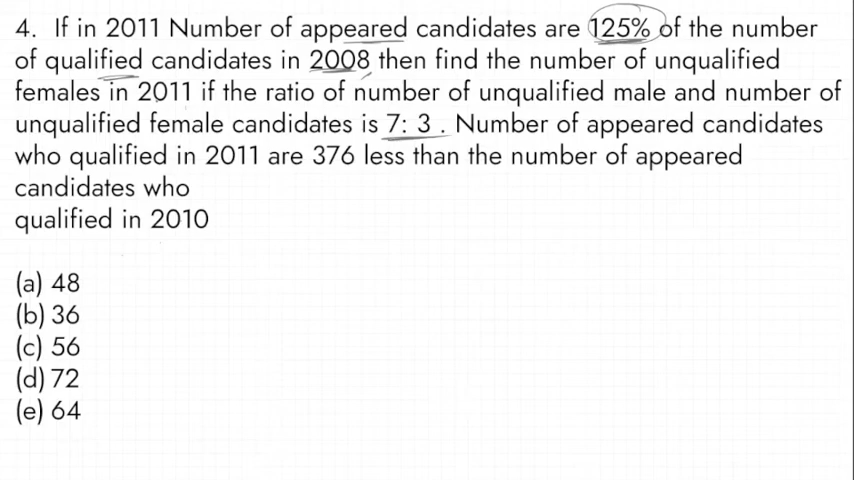 4. If in 2011 Number of appeared candidates are 125% of the number
of qualified candidates in 2008 then find the number of unqualified
females in 2011 if the ratio of number of unqualified male and number of
unqualified female candidates is 7: 3 . Number of appeared candidates
who qualified in 2011 are 376 less than the number of appeared
candidates who
qualified in 2010
(a) 48
(b) 36
(c) 56
(d) 72
(e) 64